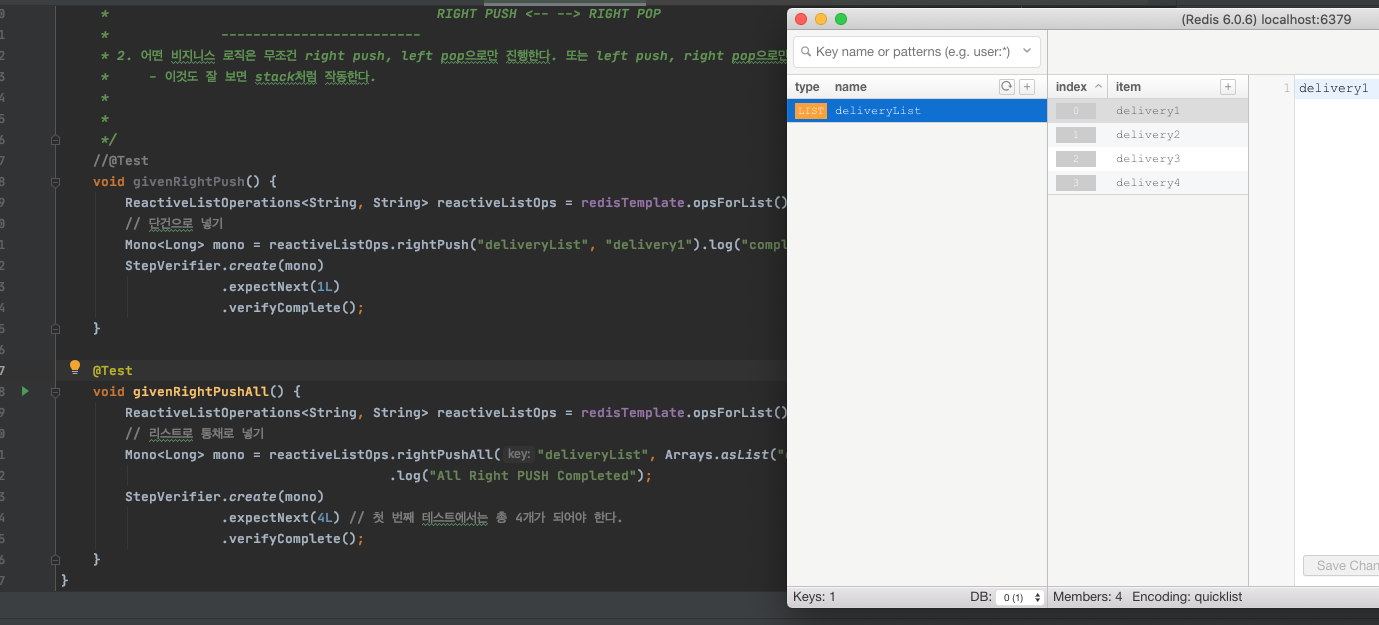 * RIGHT PUSH <-- --> RIGHT POP
* -------------------------
* 2. 어떤 비지니스 로직은 무조건 right push, left pop으로만 진행한다. 또는 left push, right pop으로만
* - 이것도 잘 보면 stack처럼 작동한다.
*
*
*/
//@Test
void givenRightPush() {
ReactiveListOperations<String, String> reactiveListOps = redisTemplate.opsForList()
// 단건으로 넣기
Mono<Long> mono = reactiveListOps.rightPush("deliveryList", "delivery1").log("compl
StepVerifier.create(mono)
.expectNext(1L)
.verifyComplete();
}
@Test
void givenRightPushAll() {
ReactiveListOperations<String, String> reactiveListOps = redisTemplate.opsForList()
// 리스트로 통채로 넣기
Mono<Long> mono = reactiveListOps.rightPushAll( key: "deliveryList", Arrays.asList("
.log("All Right PUSH Completed");
StepVerifier.create(mono)
.expectNext(4L) // 첫 번째 테스트에서는 총 4개가 되어야 한다.
.verifyComplete();
}
}
(Redis 6.0.6) localhost:6379
Key name or patterns (e.g. user:*)
type name
LIST deliveryList
index item
0 delivery1
1 delivery2
2 delivery3
3 delivery4
1 delivery1
Save Chan
Keys: 1 DB: 0 (1) Members: 4 Encoding: quicklist